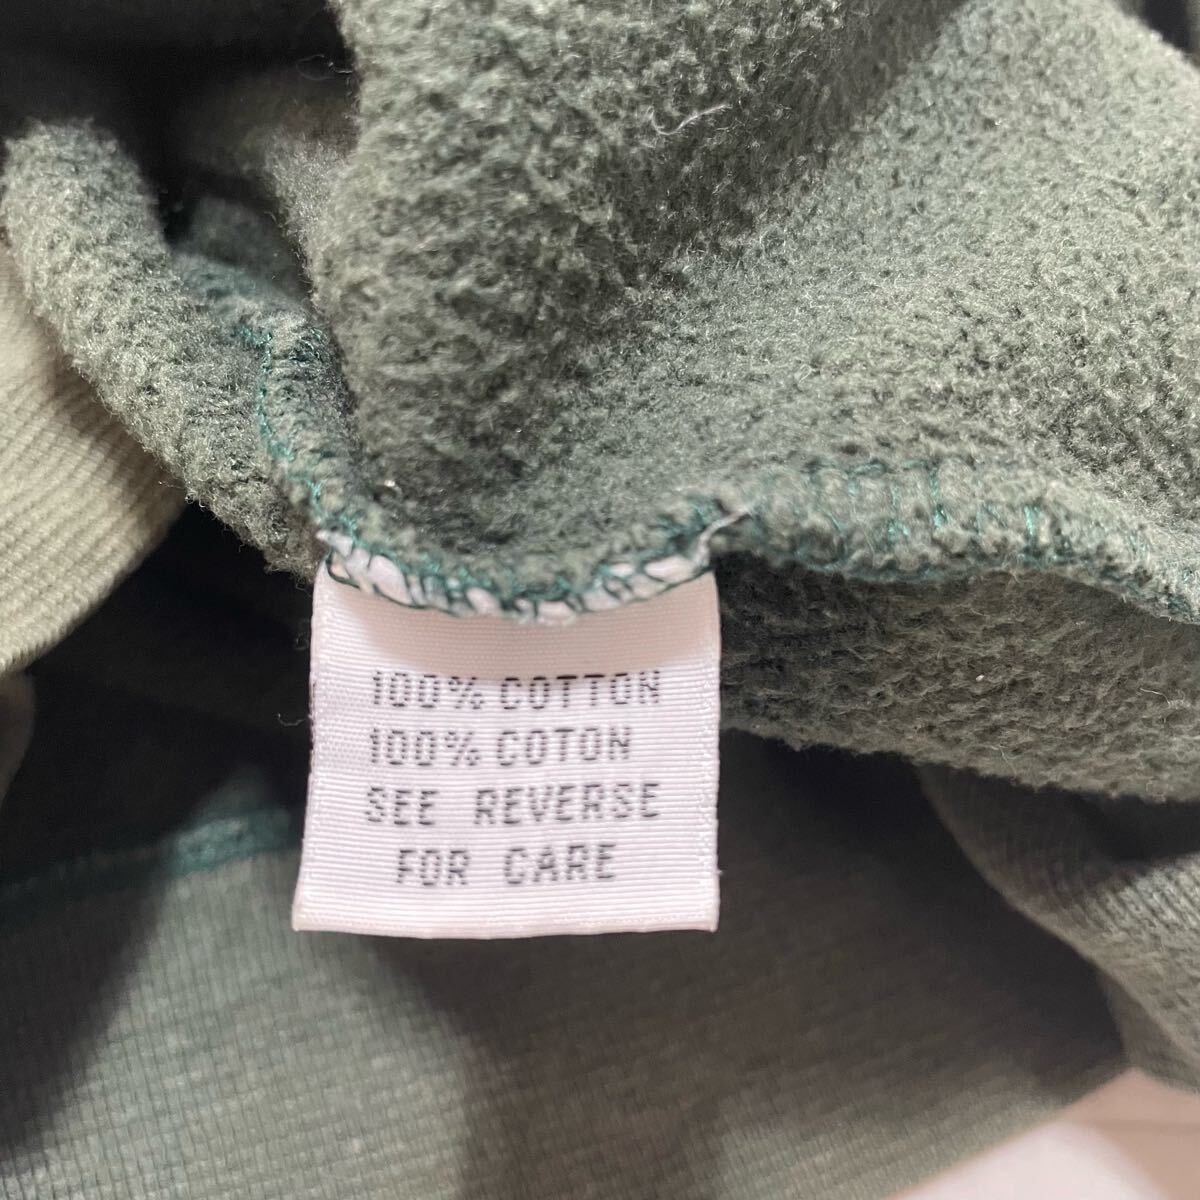 100% COTTON
100% COTON
SEE REVERSE
FOR CARE